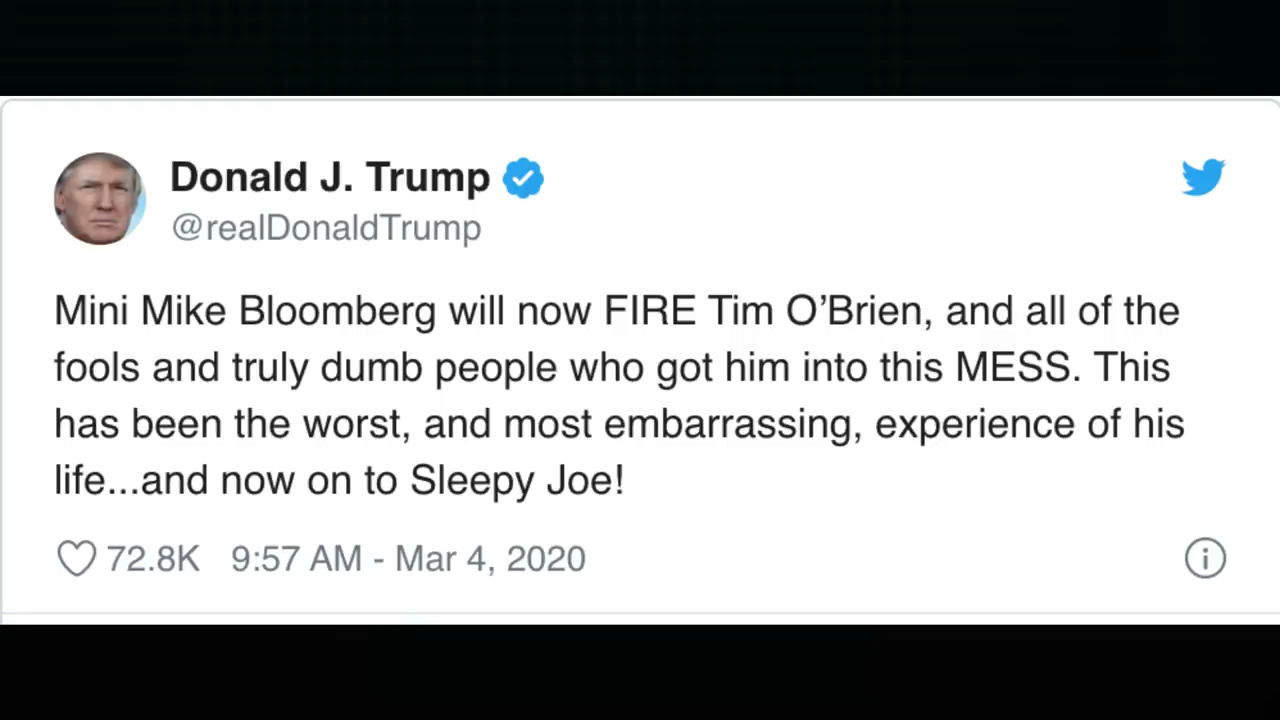 Donald J. Trump
@realDonaldTrump
Mini Mike Bloomberg will now FIRE Tim O’Brien, and all of the
fools and truly dumb people who got him into this MESS. This
has been the worst, and most embarrassing, experience of his
life...and now on to Sleepy Joe!
72.8K 9:57 AM - Mar 4, 2020